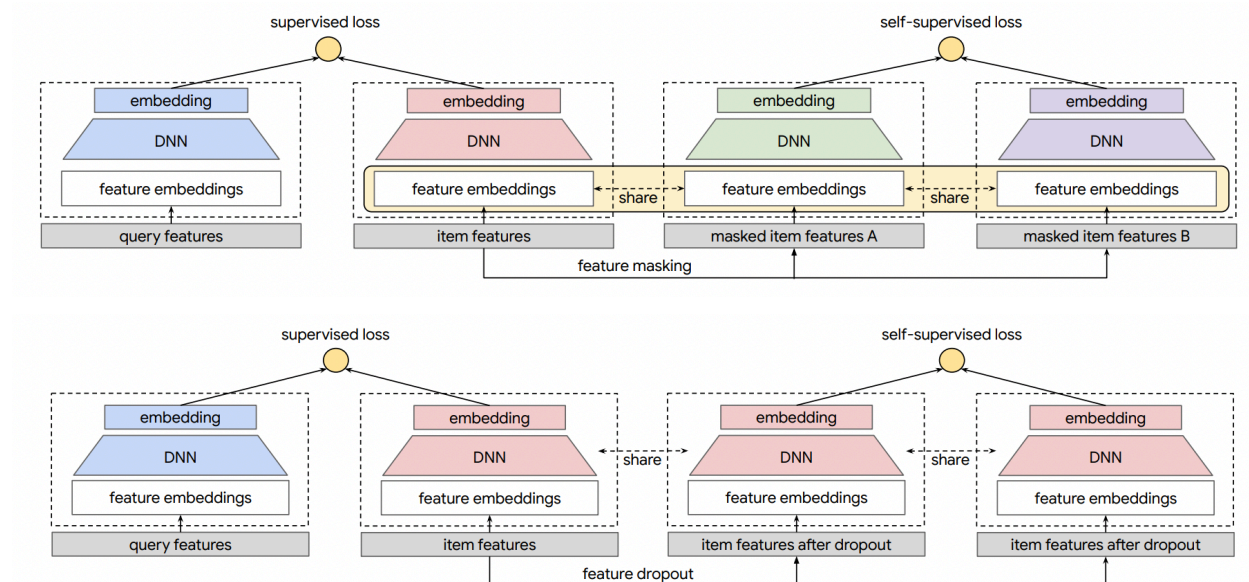 supervised loss
self-supervised loss
embedding
embedding
embedding
embedding
DNN
DNN
DNN
DNN
feature embeddings
feature embeddings
share
feature embeddings
share
feature embeddings
query features
item features
masked item features A
masked item features B
feature masking
supervised loss
self-supervised loss
embedding
embedding
embedding
embedding
DNN
DNN
share
DNN
share
DNN
feature embeddings
feature embeddings
feature embeddings
feature embeddings
query features
item features
item features after dropout
item features after dropout
feature dropout